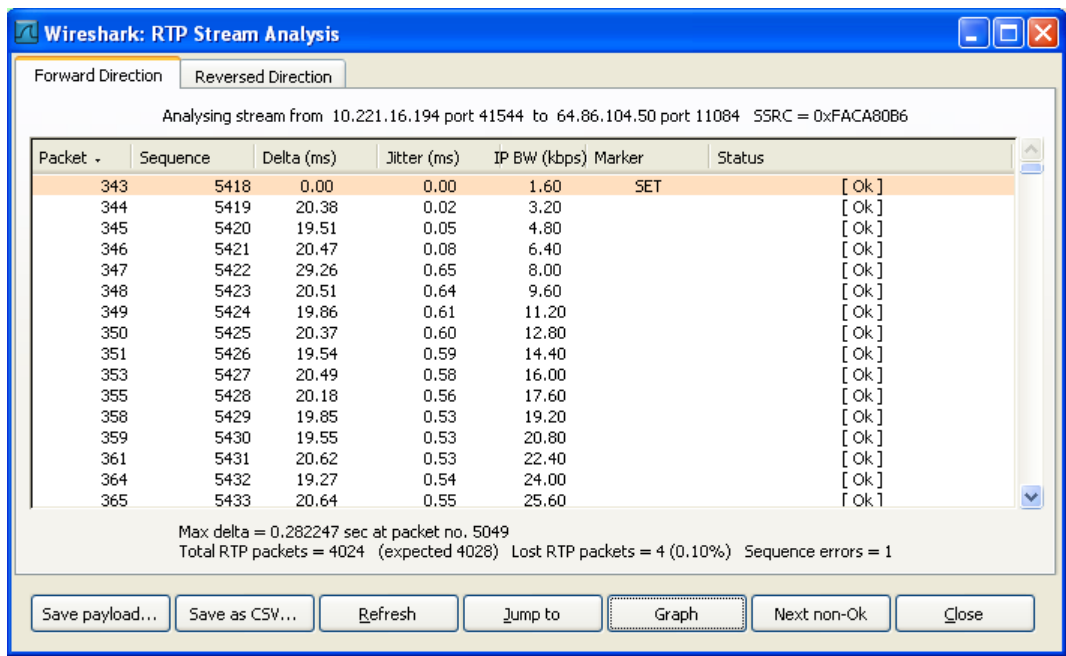 Wireshark: RTP Stream Analysis
Forward Direction Reversed Direction
Analysing stream from 10.221.16.194 port 41544 to 64.86.104.50 port 11084 SSRC = 0xFACA80B6
Packet Sequence Delta (ms) Jitter (ms) IP BW (kbps) Marker Status
343 5418 0.00 0.00 1.60 SET [ Ok ]
344 5419 20.38 0.02 3.20 [ Ok ]
345 5420 19.51 0.05 4.80 [ Ok ]
346 5421 20.47 0.08 6.40 [ Ok ]
347 5422 29.26 0.65 8.00 [ Ok ]
348 5423 20.51 0.64 9.60 [ Ok ]
349 5424 19.86 0.61 11.20 [ Ok ]
350 5425 20.37 0.60 12.80 [ Ok ]
351 5426 19.54 0.59 14.40 [ Ok ]
353 5427 20.49 0.58 16.00 [ Ok ]
355 5428 20.18 0.56 17.60 [ Ok ]
358 5429 19.85 0.53 19.20 [ Ok ]
359 5430 19.55 0.53 20.80 [ Ok ]
361 5431 20.62 0.53 22.40 [ Ok ]
364 5432 19.27 0.54 24.00 [ Ok ]
365 5433 20.64 0.55 25.60 [ Ok ]
Max delta = 0.282247 sec at packet no. 5049
Total RTP packets = 4024 (expected 4028) Lost RTP packets = 4 (0.10%) Sequence errors = 1
Save payload... Save as CSV... Refresh Jump to Graph Next non-Ok Close